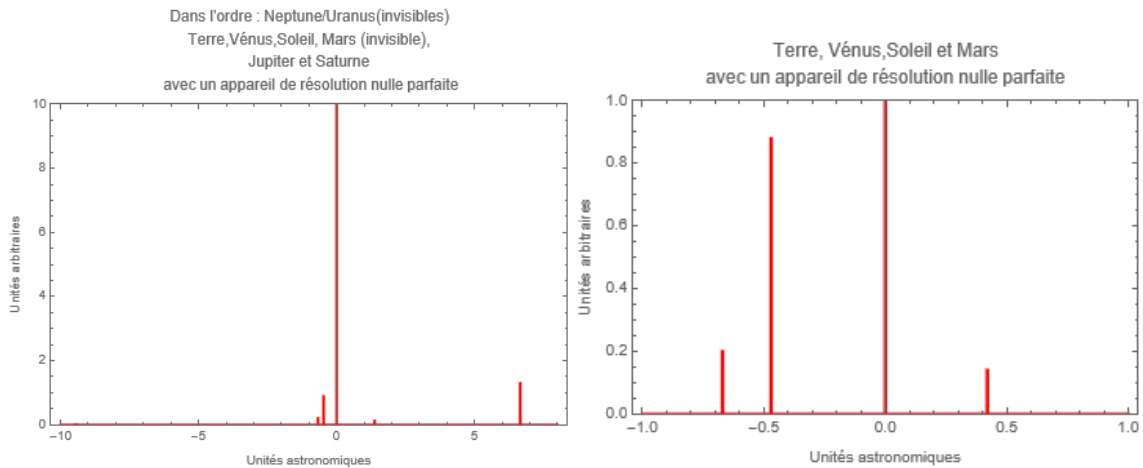 Dans l'ordre : Neptune/Uranus(invisibles)
Terre,Vénus,Soleil, Mars (invisible),
Jupiter et Saturne
avec un appareil de résolution nulle parfaite
10
8
6
4
2
0
Unités arbitraires
−10
−5
0
5
Unités astronomiques
Terre, Vénus,Soleil et Mars
avec un appareil de résolution nulle parfaite
1.0
0.8
0.6
0.4
0.2
0.0
Unités arbitraires
−1.0
−0.5
0.0
0.5
1.0
Unités astronomiques